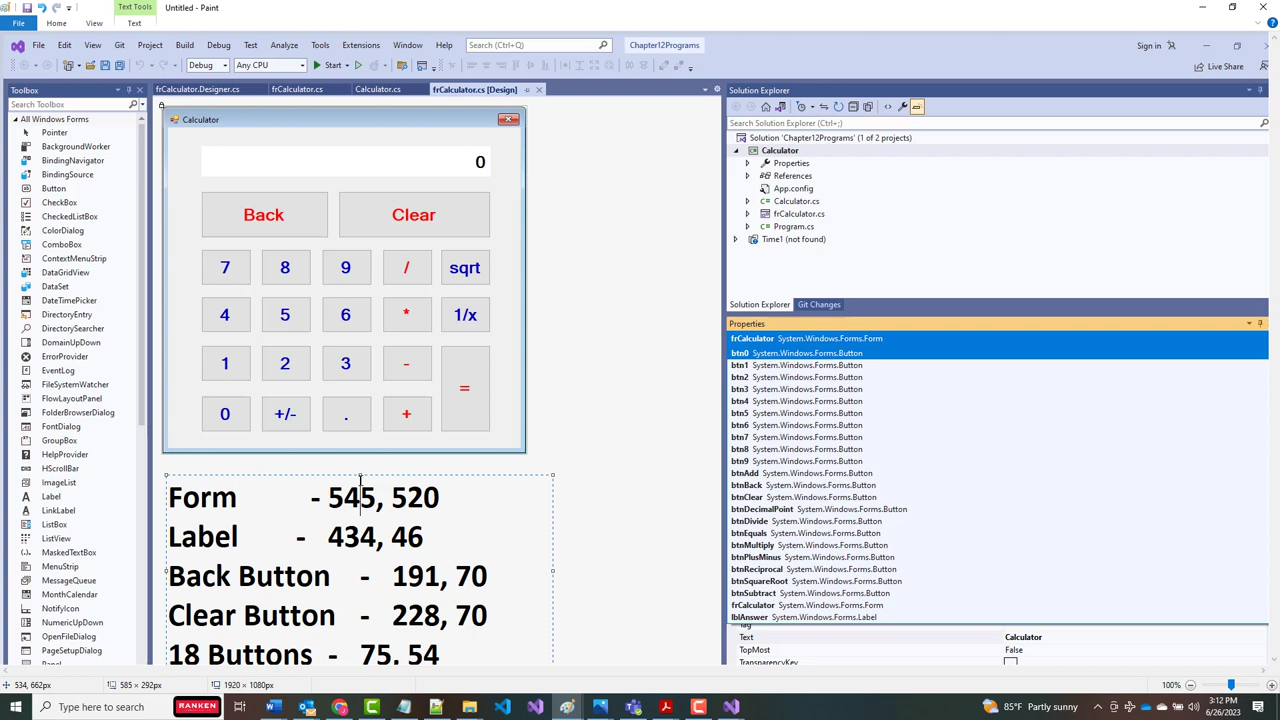 Text Tools
Untitled - Paint
File Home View Text
File Edit View Git Project Build Debug Test Analyze Tools Extensions Window Help Search (Ctrl+Q) Chapter12Programs Sign in
Debug Any CPU Start Live Share
Toolbox
Search Toolbox
All Windows Forms
Pointer
BackgroundWorker
BindingNavigator
BindingSource
Button
CheckBox
CheckedListBox
ColorDialog
ComboBox
ContextMenuStrip
DataGridView
DataSet
DateTimePicker
DirectoryEntry
DirectorySearcher
DomainUpDown
ErrorProvider
EventLog
FileSystemWatcher
FlowLayoutPanel
FolderBrowserDialog
FontDialog
GroupBox
HelpProvider
HScrollBar
ImageList
Label
LinkLabel
ListBox
ListView
MaskedTextBox
MenuStrip
MessageQueue
MonthCalendar
NotifyIcon
NumericUpDown
OpenFileDialog
PageSetupDialog
frCalculator.Designer.cs frCalculator.cs Calculator.cs frCalculator.cs [Design]
Calculator
0
Back Clear
7 8 9 / sqrt
4 5 6 * 1/x
1 2 3 -
=
0 +/- . +
Form - 545, 520
Label - 434, 46
Back Button - 191, 70
Clear Button - 228, 70
18 Buttons - 75, 54
Solution Explorer
Search Solution Explorer (Ctrl+;)
Solution 'Chapter12Programs' (1 of 2 projects)
Calculator
Properties
References
App.config
Calculator.cs
frCalculator.cs
Program.cs
Time1 (not found)
Solution Explorer Git Changes
Properties
frCalculator System.Windows.Forms.Form
btn0 System.Windows.Forms.Button
btn1 System.Windows.Forms.Button
btn2 System.Windows.Forms.Button
btn3 System.Windows.Forms.Button
btn4 System.Windows.Forms.Button
btn5 System.Windows.Forms.Button
btn6 System.Windows.Forms.Button
btn7 System.Windows.Forms.Button
btn8 System.Windows.Forms.Button
btn9 System.Windows.Forms.Button
btnAdd System.Windows.Forms.Button
btnBack System.Windows.Forms.Button
btnClear System.Windows.Forms.Button
btnDecimalPoint System.Windows.Forms.Button
btnDivide System.Windows.Forms.Button
btnEquals System.Windows.Forms.Button
btnMultiply System.Windows.Forms.Button
btnPlusMinus System.Windows.Forms.Button
btnReciprocal System.Windows.Forms.Button
btnSquareRoot System.Windows.Forms.Button
btnSubtract System.Windows.Forms.Button
frCalculator System.Windows.Forms.Form
lblAnswer System.Windows.Forms.Label
Tag
Text Calculator
TopMost False
TransparencyKey
534, 662px 585 × 292px 1920 × 1080px 100%
Type here to search RANKEN 85°F Mostly sunny 3:12 PM
6/26/2023